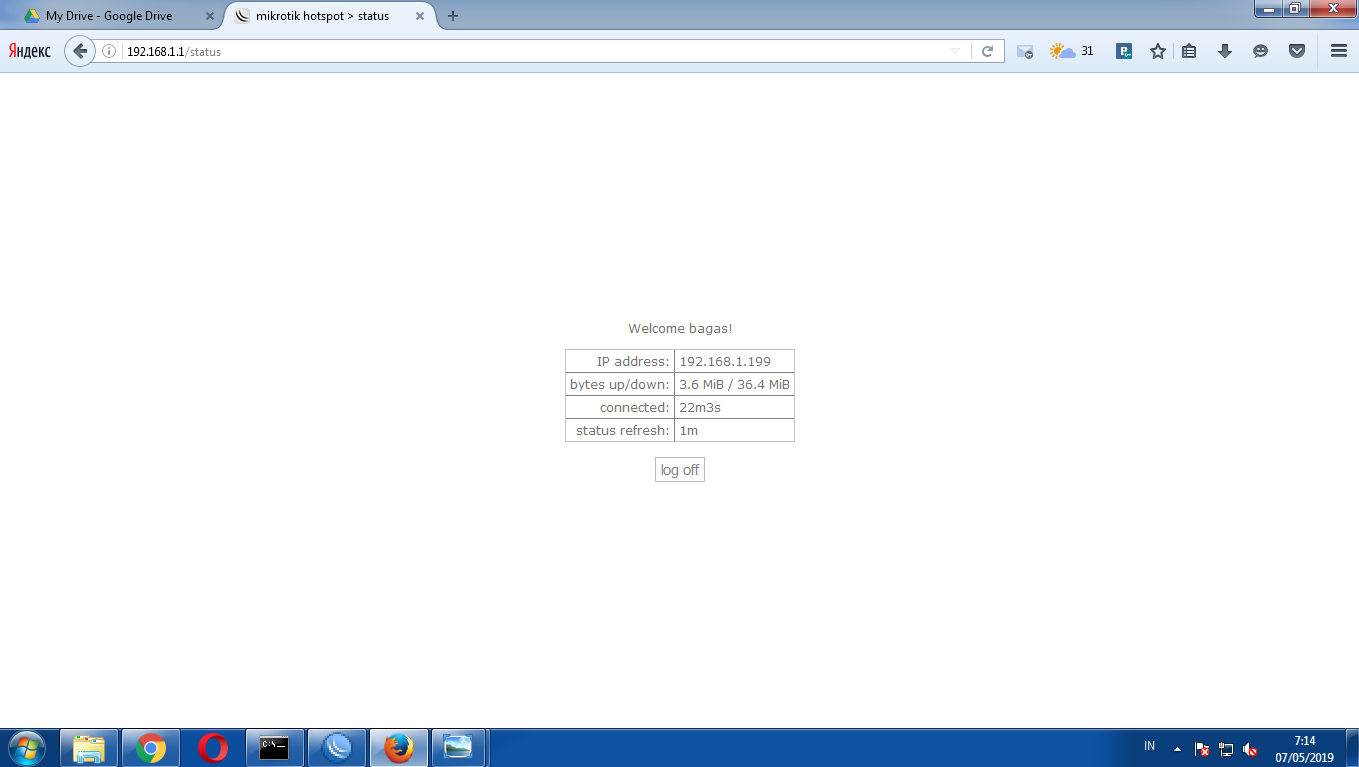 My Drive - Google Drive
mikrotik hotspot > status
Яндекс
192.168.1.1/status
31
Welcome bagas!
IP address: 192.168.1.199
bytes up/down: 3.6 MiB / 36.4 MiB
connected: 22m3s
status refresh: 1m
log off
C:\
IN
7:14
07/05/2019